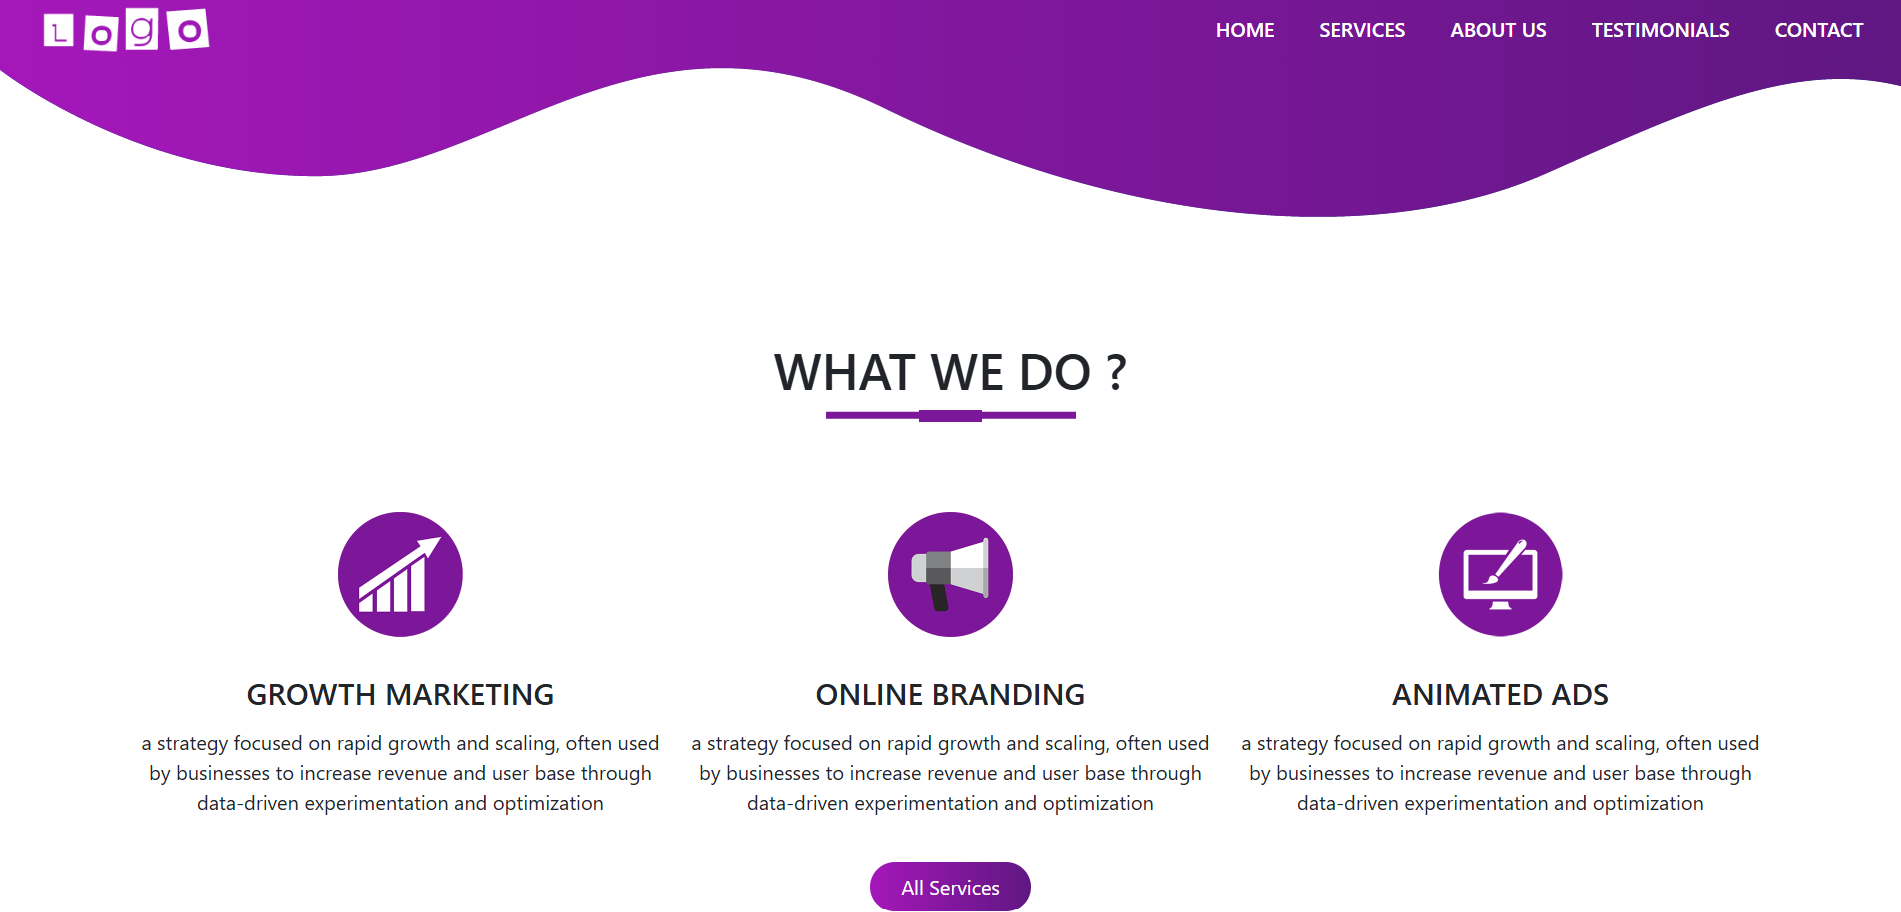 Logo
HOME SERVICES ABOUT US TESTIMONIALS CONTACT
WHAT WE DO ?
GROWTH MARKETING
a strategy focused on rapid growth and scaling, often used
by businesses to increase revenue and user base through
data-driven experimentation and optimization
ONLINE BRANDING
a strategy focused on rapid growth and scaling, often used
by businesses to increase revenue and user base through
data-driven experimentation and optimization
ANIMATED ADS
a strategy focused on rapid growth and scaling, often used
by businesses to increase revenue and user base through
data-driven experimentation and optimization
All Services